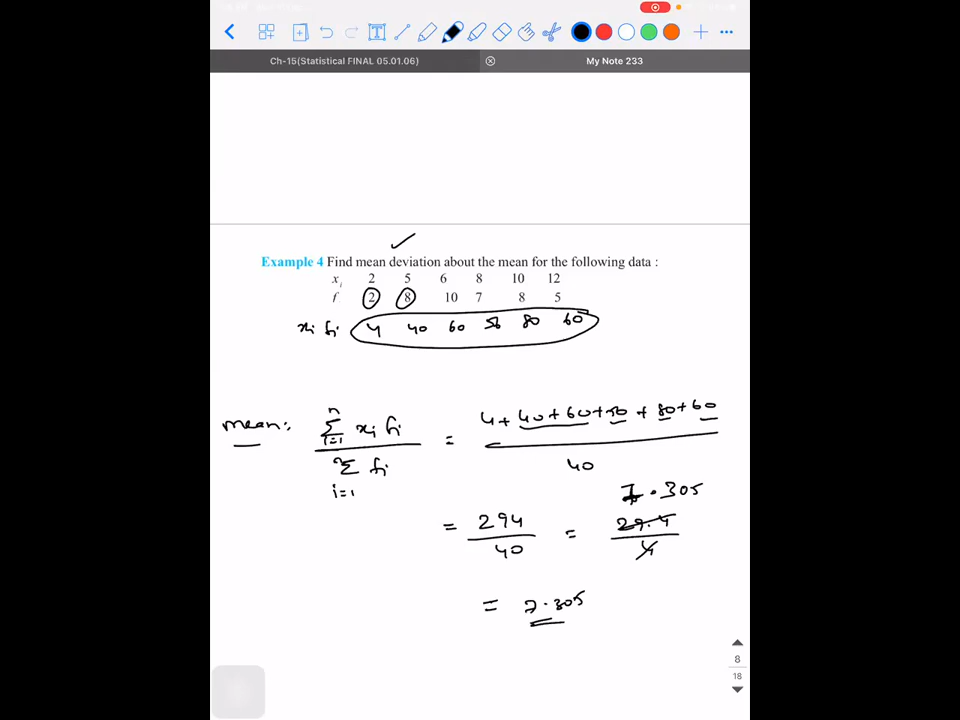 Ch-15(Statistical FINAL 05.01.06) My Note 233
Example 4 Find mean deviation about the mean for the following data :
xᵢ 2 5 6 8 10 12
f 2 8 10 7 8 5
xᵢ fᵢ 4 40 60 56 80 60
mean: n
∑ xᵢ fᵢ = 4 + 40 + 60 + 50 + 80 + 60
i=1
∑ fᵢ 40
i=1
7.305
= 294 = 29.4
40 4
= 7.305
8
18